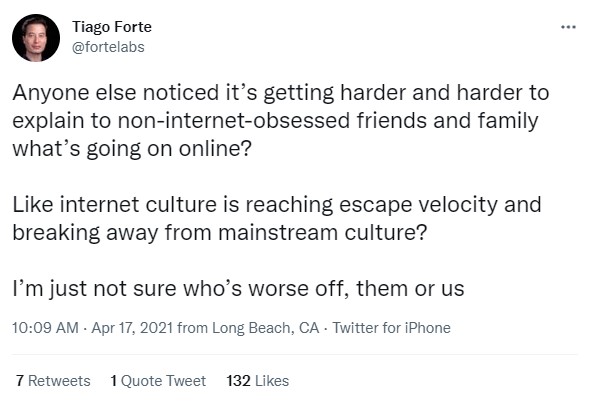 Tiago Forte
@fortelabs
Anyone else noticed it’s getting harder and harder to
explain to non-internet-obsessed friends and family
what’s going on online?
Like internet culture is reaching escape velocity and
breaking away from mainstream culture?
I’m just not sure who’s worse off, them or us
10:09 AM · Apr 17, 2021 from Long Beach, CA · Twitter for iPhone
7 Retweets 1 Quote Tweet 132 Likes